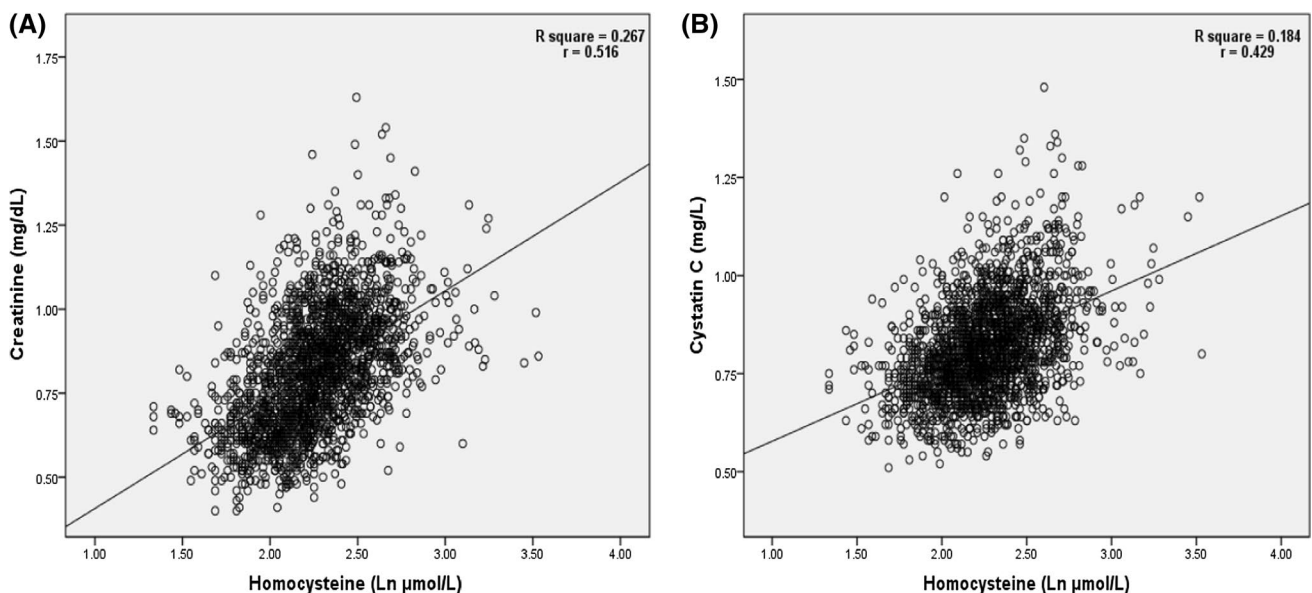 (A)
R square = 0.267
r = 0.516
1.75
1.50
1.25
1.00
0.75
0.50
Creatinine (mg/dL)
1.00 1.50 2.00 2.50 3.00 3.50 4.00
Homocysteine (Ln µmol/L)
(B)
R square = 0.184
r = 0.429
1.50
1.25
1.00
0.75
0.50
Cystatin C (mg/L)
1.00 1.50 2.00 2.50 3.00 3.50 4.00
Homocysteine (Ln µmol/L)